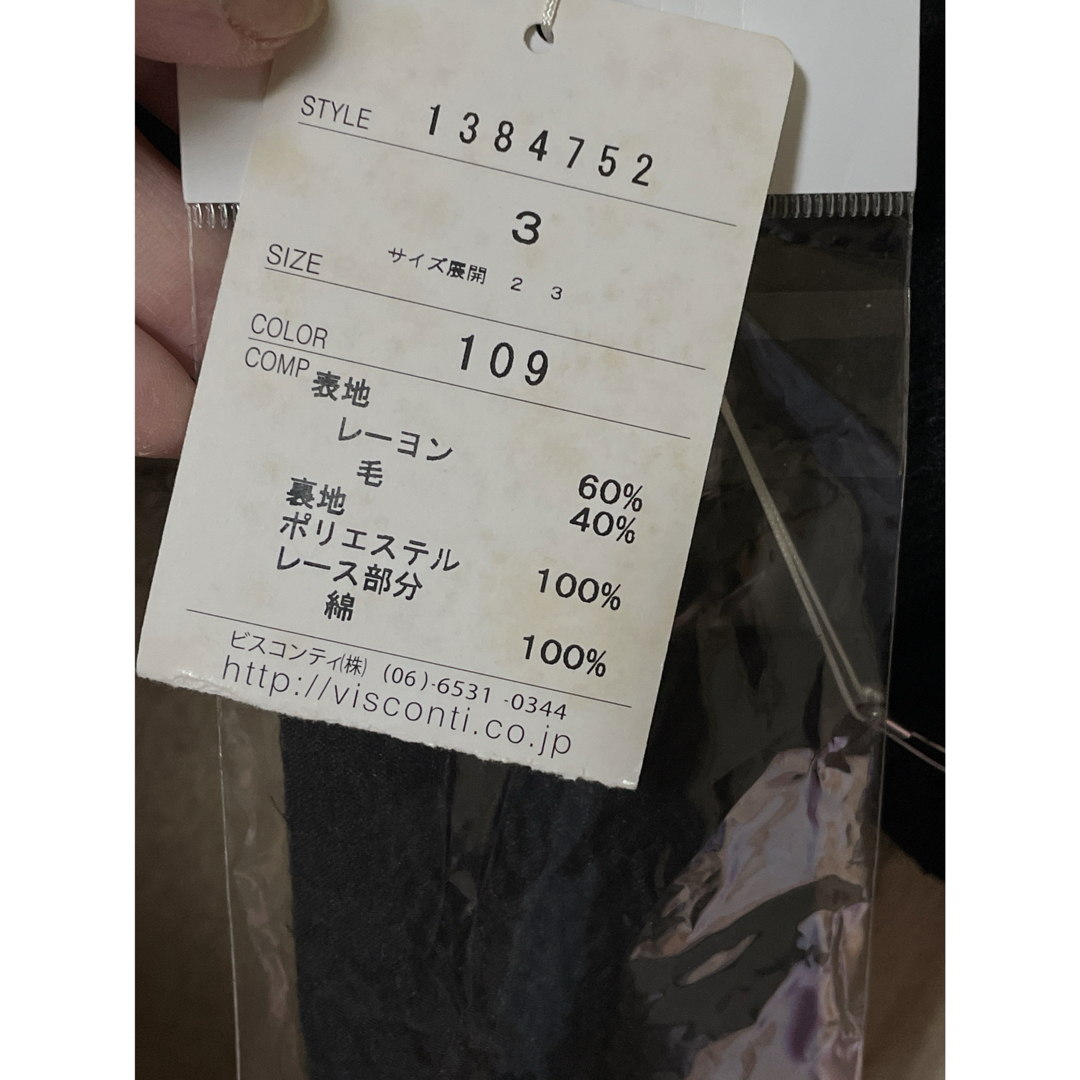 STYLE 1384752
3
SIZE サイズ展開 2 3
COLOR 109
COMP 表地
レーヨン 60%
毛 40%
裏地
ポリエステル 100%
レース部分
綿 100%
ビスコンティ(株) (06)-6531-0344
http://visconti.co.jp